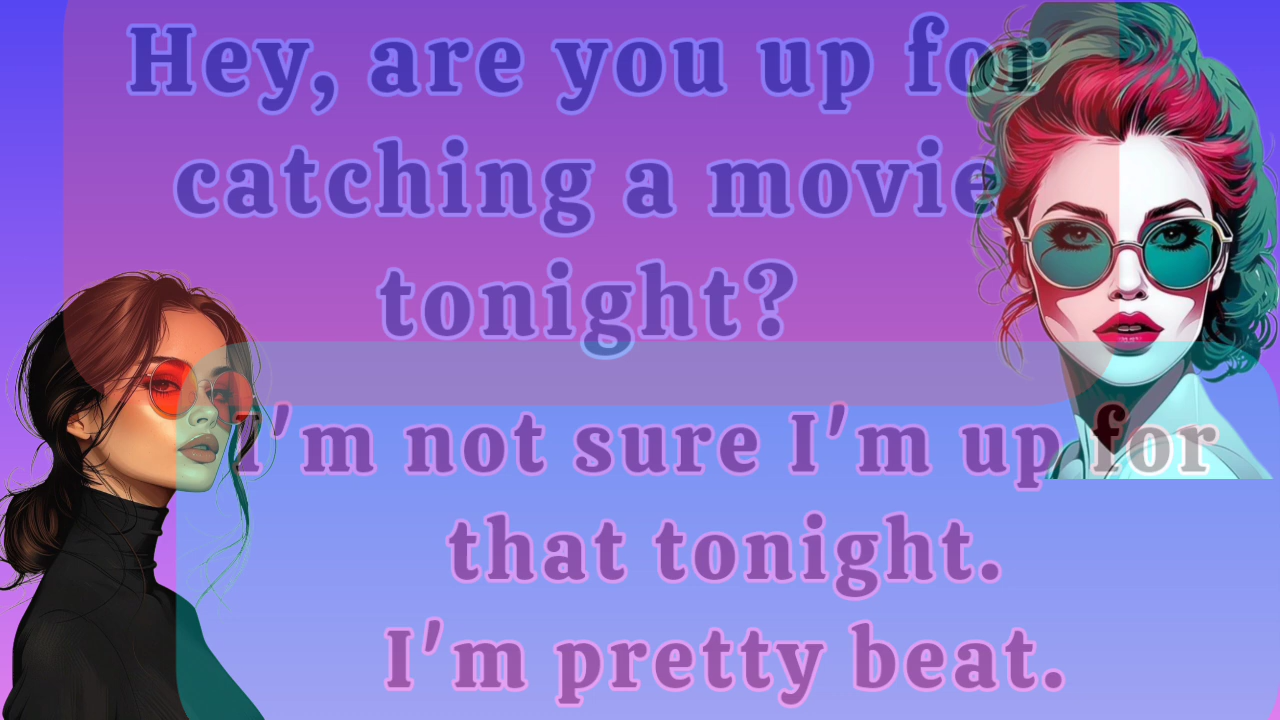 Hey, are you up for
catching a movie
tonight?
I'm not sure I'm up for
that tonight.
I'm pretty beat.